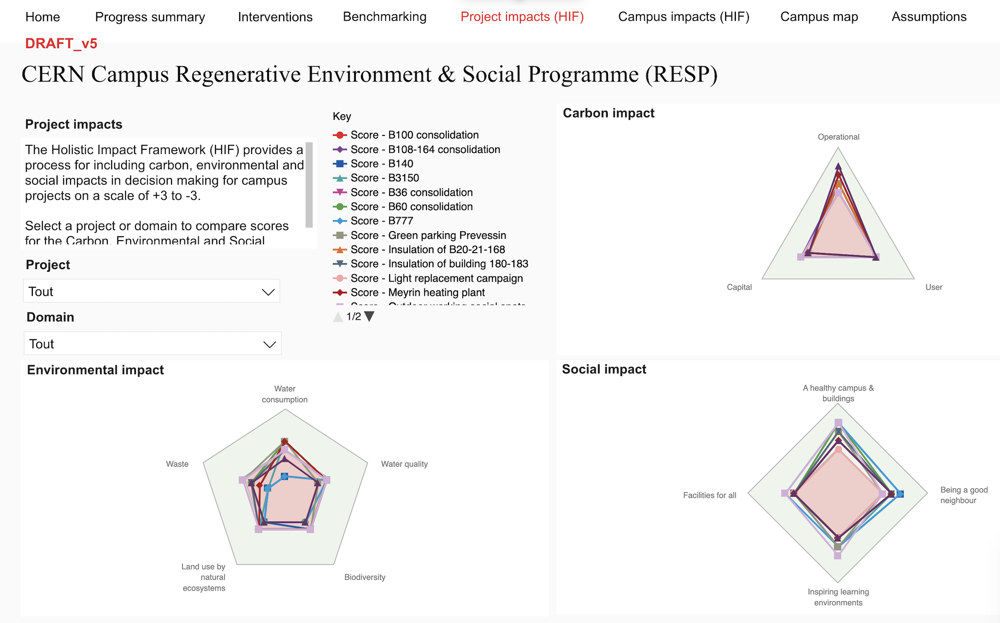 Home Progress summary Interventions Benchmarking Project impacts (HIF) Campus impacts (HIF) Campus map Assumptions
DRAFT_v5
CERN Campus Regenerative Environment & Social Programme (RESP)
Project impacts
The Holistic Impact Framework (HIF) provides a
process for including carbon, environmental and
social impacts in decision making for campus
projects on a scale of +3 to -3.
Select a project or domain to compare scores
for the Carbon, Environmental and Social
Project
Tout
Domain
Tout
Key
Score - B100 consolidation
Score - B108-164 consolidation
Score - B140
Score - B3150
Score - B36 consolidation
Score - B60 consolidation
Score - B777
Score - Green parking Prevessin
Score - Insulation of B20-21-168
Score - Insulation of building 180-183
Score - Light replacement campaign
Score - Meyrin heating plant
Score - Outdoor working social spots
1/2
Carbon impact
Operational
Capital
User
Environmental impact
Water
consumption
Waste
Water quality
Land use by
natural
ecosystems
Biodiversity
Social impact
A healthy campus &
buildings
Facilities for all
Being a good
neighbour
Inspiring learning
environments